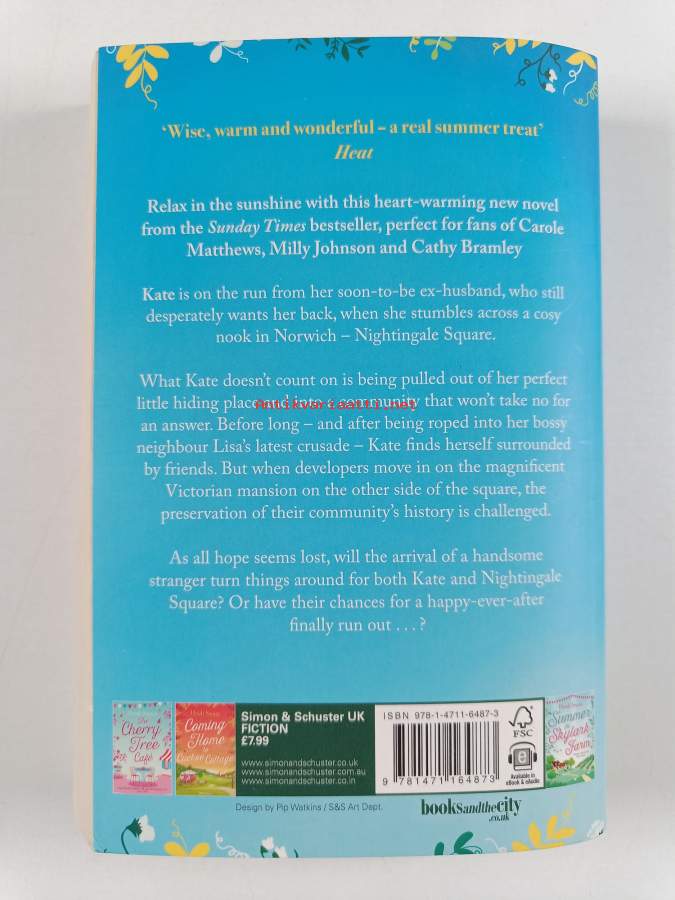 ‘Wise, warm and wonderful – a real summer treat’
Heat
Relax in the sunshine with this heart-warming new novel
from the Sunday Times bestseller, perfect for fans of Carole
Matthews, Milly Johnson and Cathy Bramley
Kate is on the run from her soon-to-be ex-husband, who still
desperately wants her back, when she stumbles across a cosy
nook in Norwich – Nightingale Square.
What Kate doesn’t count on is being pulled out of her perfect
little hiding place and into a community that won’t take no for
antikvariaatti.net
an answer. Before long – and after being roped into her bossy
neighbour Lisa’s latest crusade – Kate finds herself surrounded
by friends. But when developers move in on the magnificent
Victorian mansion on the other side of the square, the
preservation of their community’s history is challenged.
As all hope seems lost, will the arrival of a handsome
stranger turn things around for both Kate and Nightingale
Square? Or have their chances for a happy-ever-after
finally run out . . . ?
The
Cherry
Tree
Café
Coming
Home
to
Cuckoo Cottage
Simon & Schuster UK
FICTION
£7.99
www.simonandschuster.co.uk
www.simonandschuster.com.au
www.simonandschuster.co.in
ISBN 978-1-4711-6487-3
9 781471 164873
FSC
e
Available in
eBook & eAudio
Heidi Swain
Summer
at
Skylark
Farm
Design by Pip Watkins / S&S Art Dept.
booksandthecity
.co.uk